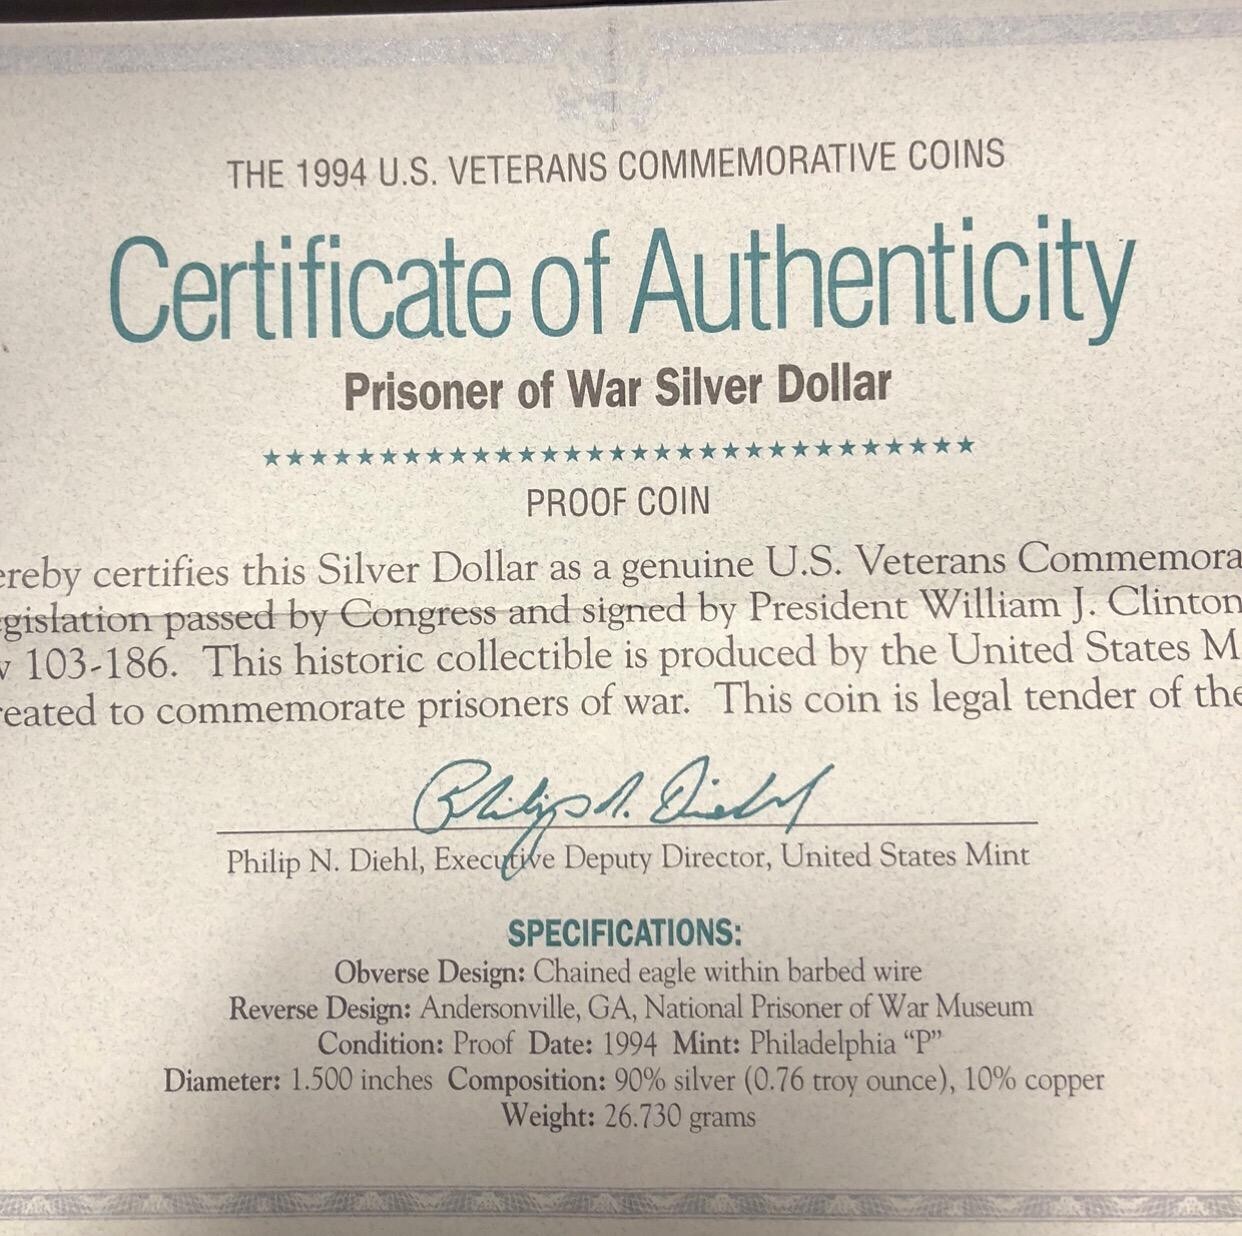 THE 1994 U.S. VETERANS COMMEMORATIVE COINS
Certificate of Authenticity
Prisoner of War Silver Dollar
★★★★★★★★★★★★★★★★★★★★★★★★★★★★★★★
PROOF COIN
ereby certifies this Silver Dollar as a genuine U.S. Veterans Commemora
egislation passed by Congress and signed by President William J. Clinton
w 103-186. This historic collectible is produced by the United States M
reated to commemorate prisoners of war. This coin is legal tender of the
Philip N. Diehl
Philip N. Diehl, Executive Deputy Director, United States Mint
SPECIFICATIONS:
Obverse Design: Chained eagle within barbed wire
Reverse Design: Andersonville, GA, National Prisoner of War Museum
Condition: Proof Date: 1994 Mint: Philadelphia “P”
Diameter: 1.500 inches Composition: 90% silver (0.76 troy ounce), 10% copper
Weight: 26.730 grams